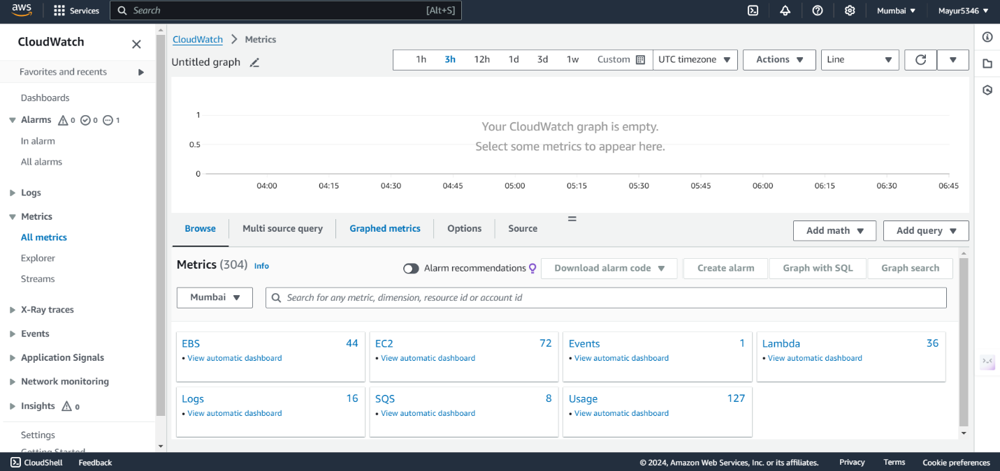 aws Services Search [Alt+S] Mumbai Mayur5346
CloudWatch
Favorites and recents
Dashboards
Alarms 0 0 1
In alarm
All alarms
Logs
Metrics
All metrics
Explorer
Streams
X-Ray traces
Events
Application Signals
Network monitoring
Insights 0
Settings
Getting Started
CloudWatch > Metrics
Untitled graph
1h 3h 12h 1d 3d 1w Custom UTC timezone Actions Line
1
0.5
0
Your CloudWatch graph is empty.
Select some metrics to appear here.
04:00 04:15 04:30 04:45 05:00 05:15 05:30 05:45 06:00 06:15 06:30 06:45
Browse Multi source query Graphed metrics Options Source Add math Add query
Metrics (304) Info Alarm recommendations Download alarm code Create alarm Graph with SQL Graph search
Mumbai Search for any metric, dimension, resource id or account id
EBS 44
• View automatic dashboard
EC2 72
• View automatic dashboard
Events 1
• View automatic dashboard
Lambda 36
• View automatic dashboard
Logs 16
• View automatic dashboard
SQS 8
• View automatic dashboard
Usage 127
• View automatic dashboard
CloudShell Feedback © 2024, Amazon Web Services, Inc. or its affiliates. Privacy Terms Cookie preferences